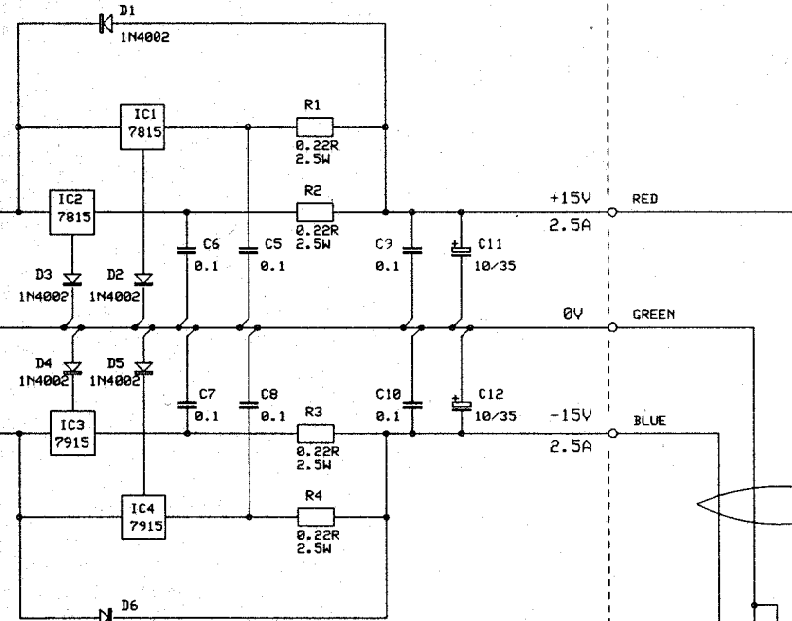 D1
1N4002
IC1
7815
R1
0.22R
2.5W
IC2
7815
R2
0.22R
2.5W
+15V
2.5A
RED
C6
0.1
C5
0.1
C9
0.1
+
C11
10/35
D3
1N4002
D2
1N4002
0V
GREEN
D4
1N4002
D5
1N4002
C7
0.1
C8
0.1
C10
0.1
+
C12
10/35
IC3
7915
R3
0.22R
2.5W
-15V
2.5A
BLUE
IC4
7915
R4
0.22R
2.5W
D6